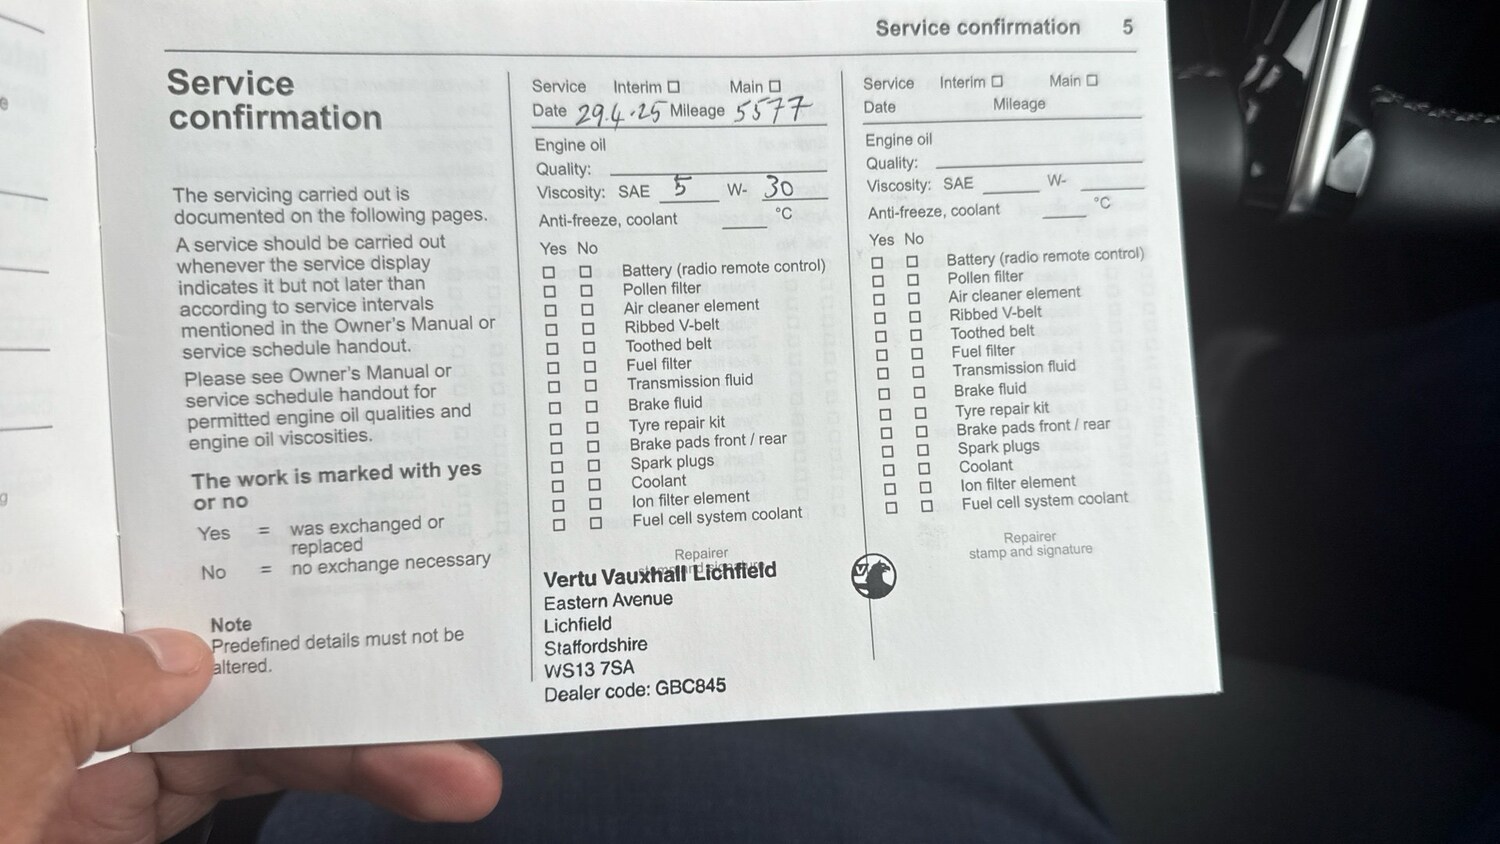 Service confirmation 5
Service
confirmation
The servicing carried out is
documented on the following pages.
A service should be carried out
whenever the service display
indicates it but not later than
according to service intervals
mentioned in the Owner's Manual or
service schedule handout.
Please see Owner's Manual or
service schedule handout for
permitted engine oil qualities and
engine oil viscosities.
The work is marked with yes
or no
Yes = was exchanged or
replaced
No = no exchange necessary
Note
Predefined details must not be
altered.
Service Interim ☐ Main ☐
Date 29.4.25 Mileage 5577
Engine oil
Quality:
Viscosity: SAE 5 W- 30
Anti-freeze, coolant °C
Yes No
☐ ☐ Battery (radio remote control)
☐ ☐ Pollen filter
☐ ☐ Air cleaner element
☐ ☐ Ribbed V-belt
☐ ☐ Toothed belt
☐ ☐ Fuel filter
☐ ☐ Transmission fluid
☐ ☐ Brake fluid
☐ ☐ Tyre repair kit
☐ ☐ Brake pads front / rear
☐ ☐ Spark plugs
☐ ☐ Coolant
☐ ☐ Ion filter element
☐ ☐ Fuel cell system coolant
Repairer
stamp and signature
Vertu Vauxhall Lichfield
Eastern Avenue
Lichfield
Staffordshire
WS13 7SA
Dealer code: GBC845
Service Interim ☐ Main ☐
Date Mileage
Engine oil
Quality:
Viscosity: SAE W-
Anti-freeze, coolant °C
Yes No
☐ ☐ Battery (radio remote control)
☐ ☐ Pollen filter
☐ ☐ Air cleaner element
☐ ☐ Ribbed V-belt
☐ ☐ Toothed belt
☐ ☐ Fuel filter
☐ ☐ Transmission fluid
☐ ☐ Brake fluid
☐ ☐ Tyre repair kit
☐ ☐ Brake pads front / rear
☐ ☐ Spark plugs
☐ ☐ Coolant
☐ ☐ Ion filter element
☐ ☐ Fuel cell system coolant
Repairer
stamp and signature